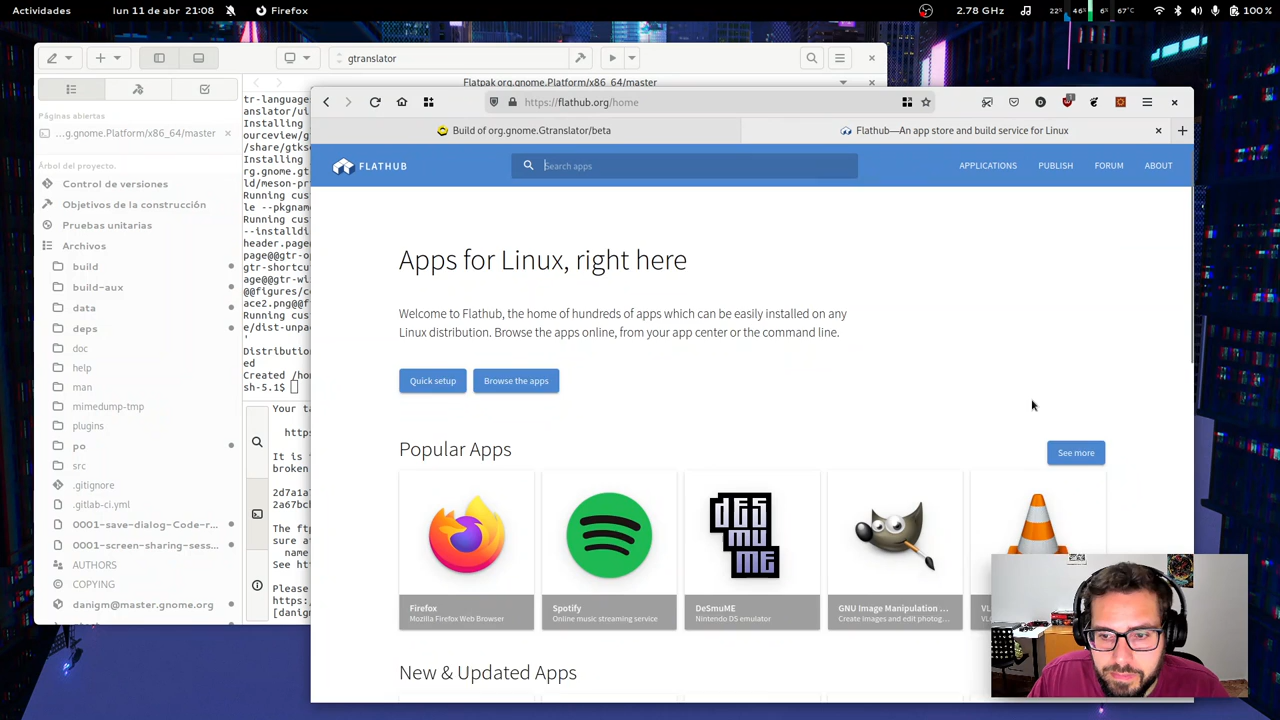 Actividades
lun 11 de abr 21:08
Firefox
2.78 GHz
22%
46%
6%
67°C
100 %
gtranslator
Flatpak org.gnome.Platform/x86_64/master
Páginas abiertas
...g.gnome.Platform/x86_64/master
Árbol del proyecto.
Control de versiones
Objetivos de la construcción
Pruebas unitarias
Archivos
build
build-aux
data
deps
doc
help
man
mimedump-tmp
plugins
po
src
.gitignore
.gitlab-ci.yml
0001-save-dialog-Code-r...
0001-screen-sharing-sess...
AUTHORS
COPYING
danigm@master.gnome.org
tr-language
anslator/ui
Installing
ourceview/g
/share/gtks
Installing
rg.gnome.gt
ld/meson-pr
Running cus
le --pkgnam
Running cus
--installdi
header.page
page@@gtr-o
gtr-shortcu
age@@gtr-wi
@@figures/c
ace2.png@@f
Running cus
e/dist-unpa
'
Distributio
ed
Created /ho
sh-5.1$
Your ta
https
It is
broken
2d7a1a
2a67bc
The ftp
sure a
name
See ht
Please
https:
[danig
https://flathub.org/home
Build of org.gnome.Gtranslator/beta
Flathub—An app store and build service for Linux
FLATHUB
Search apps
APPLICATIONS
PUBLISH
FORUM
ABOUT
Apps for Linux, right here
Welcome to Flathub, the home of hundreds of apps which can be easily installed on any
Linux distribution. Browse the apps online, from your app center or the command line.
Quick setup
Browse the apps
Popular Apps
See more
DeSmuME
Firefox
Mozilla Firefox Web Browser
Spotify
Online music streaming service
DeSmuME
Nintendo DS emulator
GNU Image Manipulation ...
Create images and edit photog...
New & Updated Apps